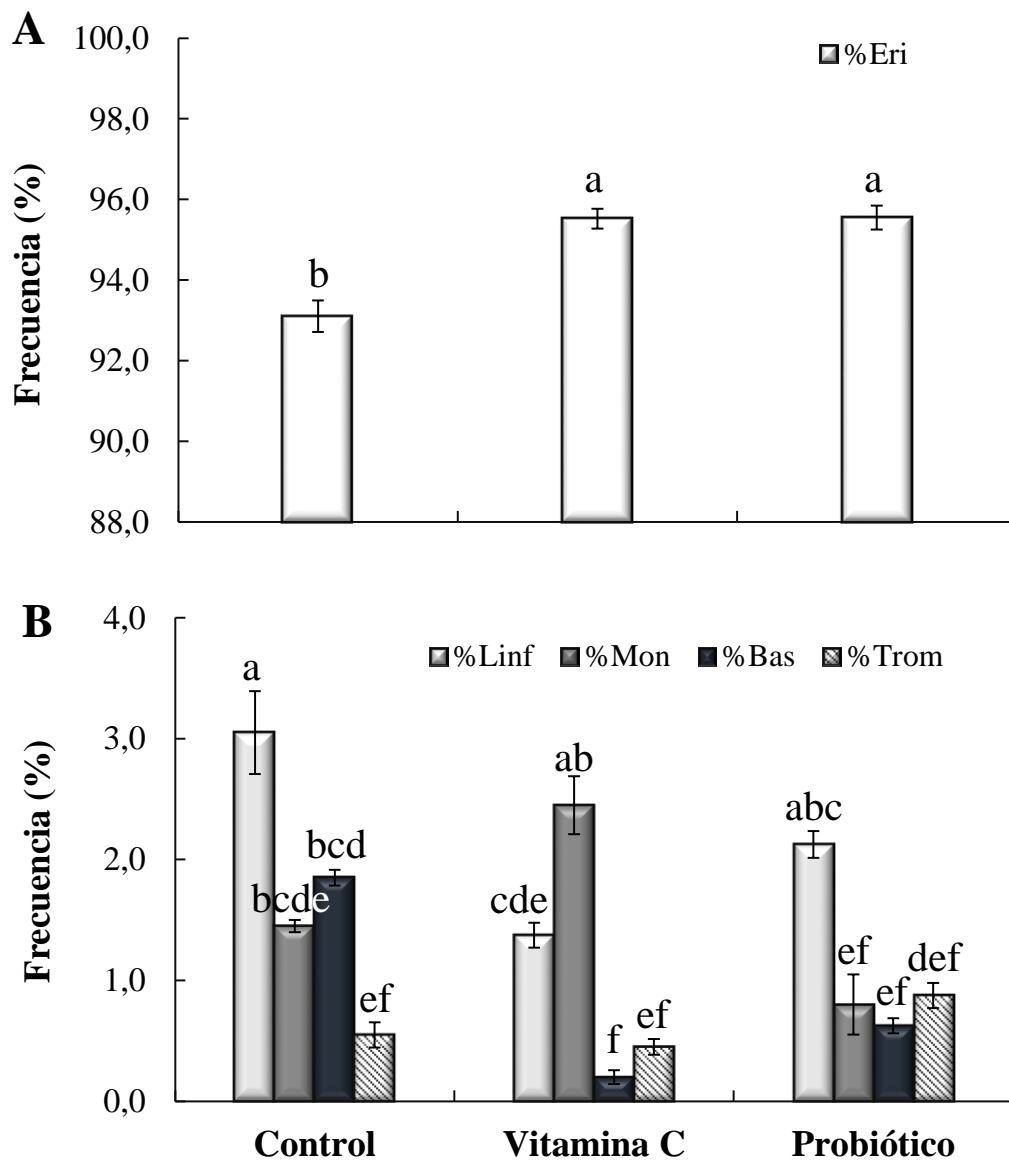 A
100,0
%Eri
98,0
96,0
94,0
92,0
90,0
88,0
Frecuencia (%)
b
a
a
B
4,0
%Linf %Mon %Bas %Trom
3,0
2,0
1,0
0,0
Frecuencia (%)
a
bcde
bcd
ef
cde
ab
f
ef
abc
ef
ef
def
Control Vitamina C Probiótico